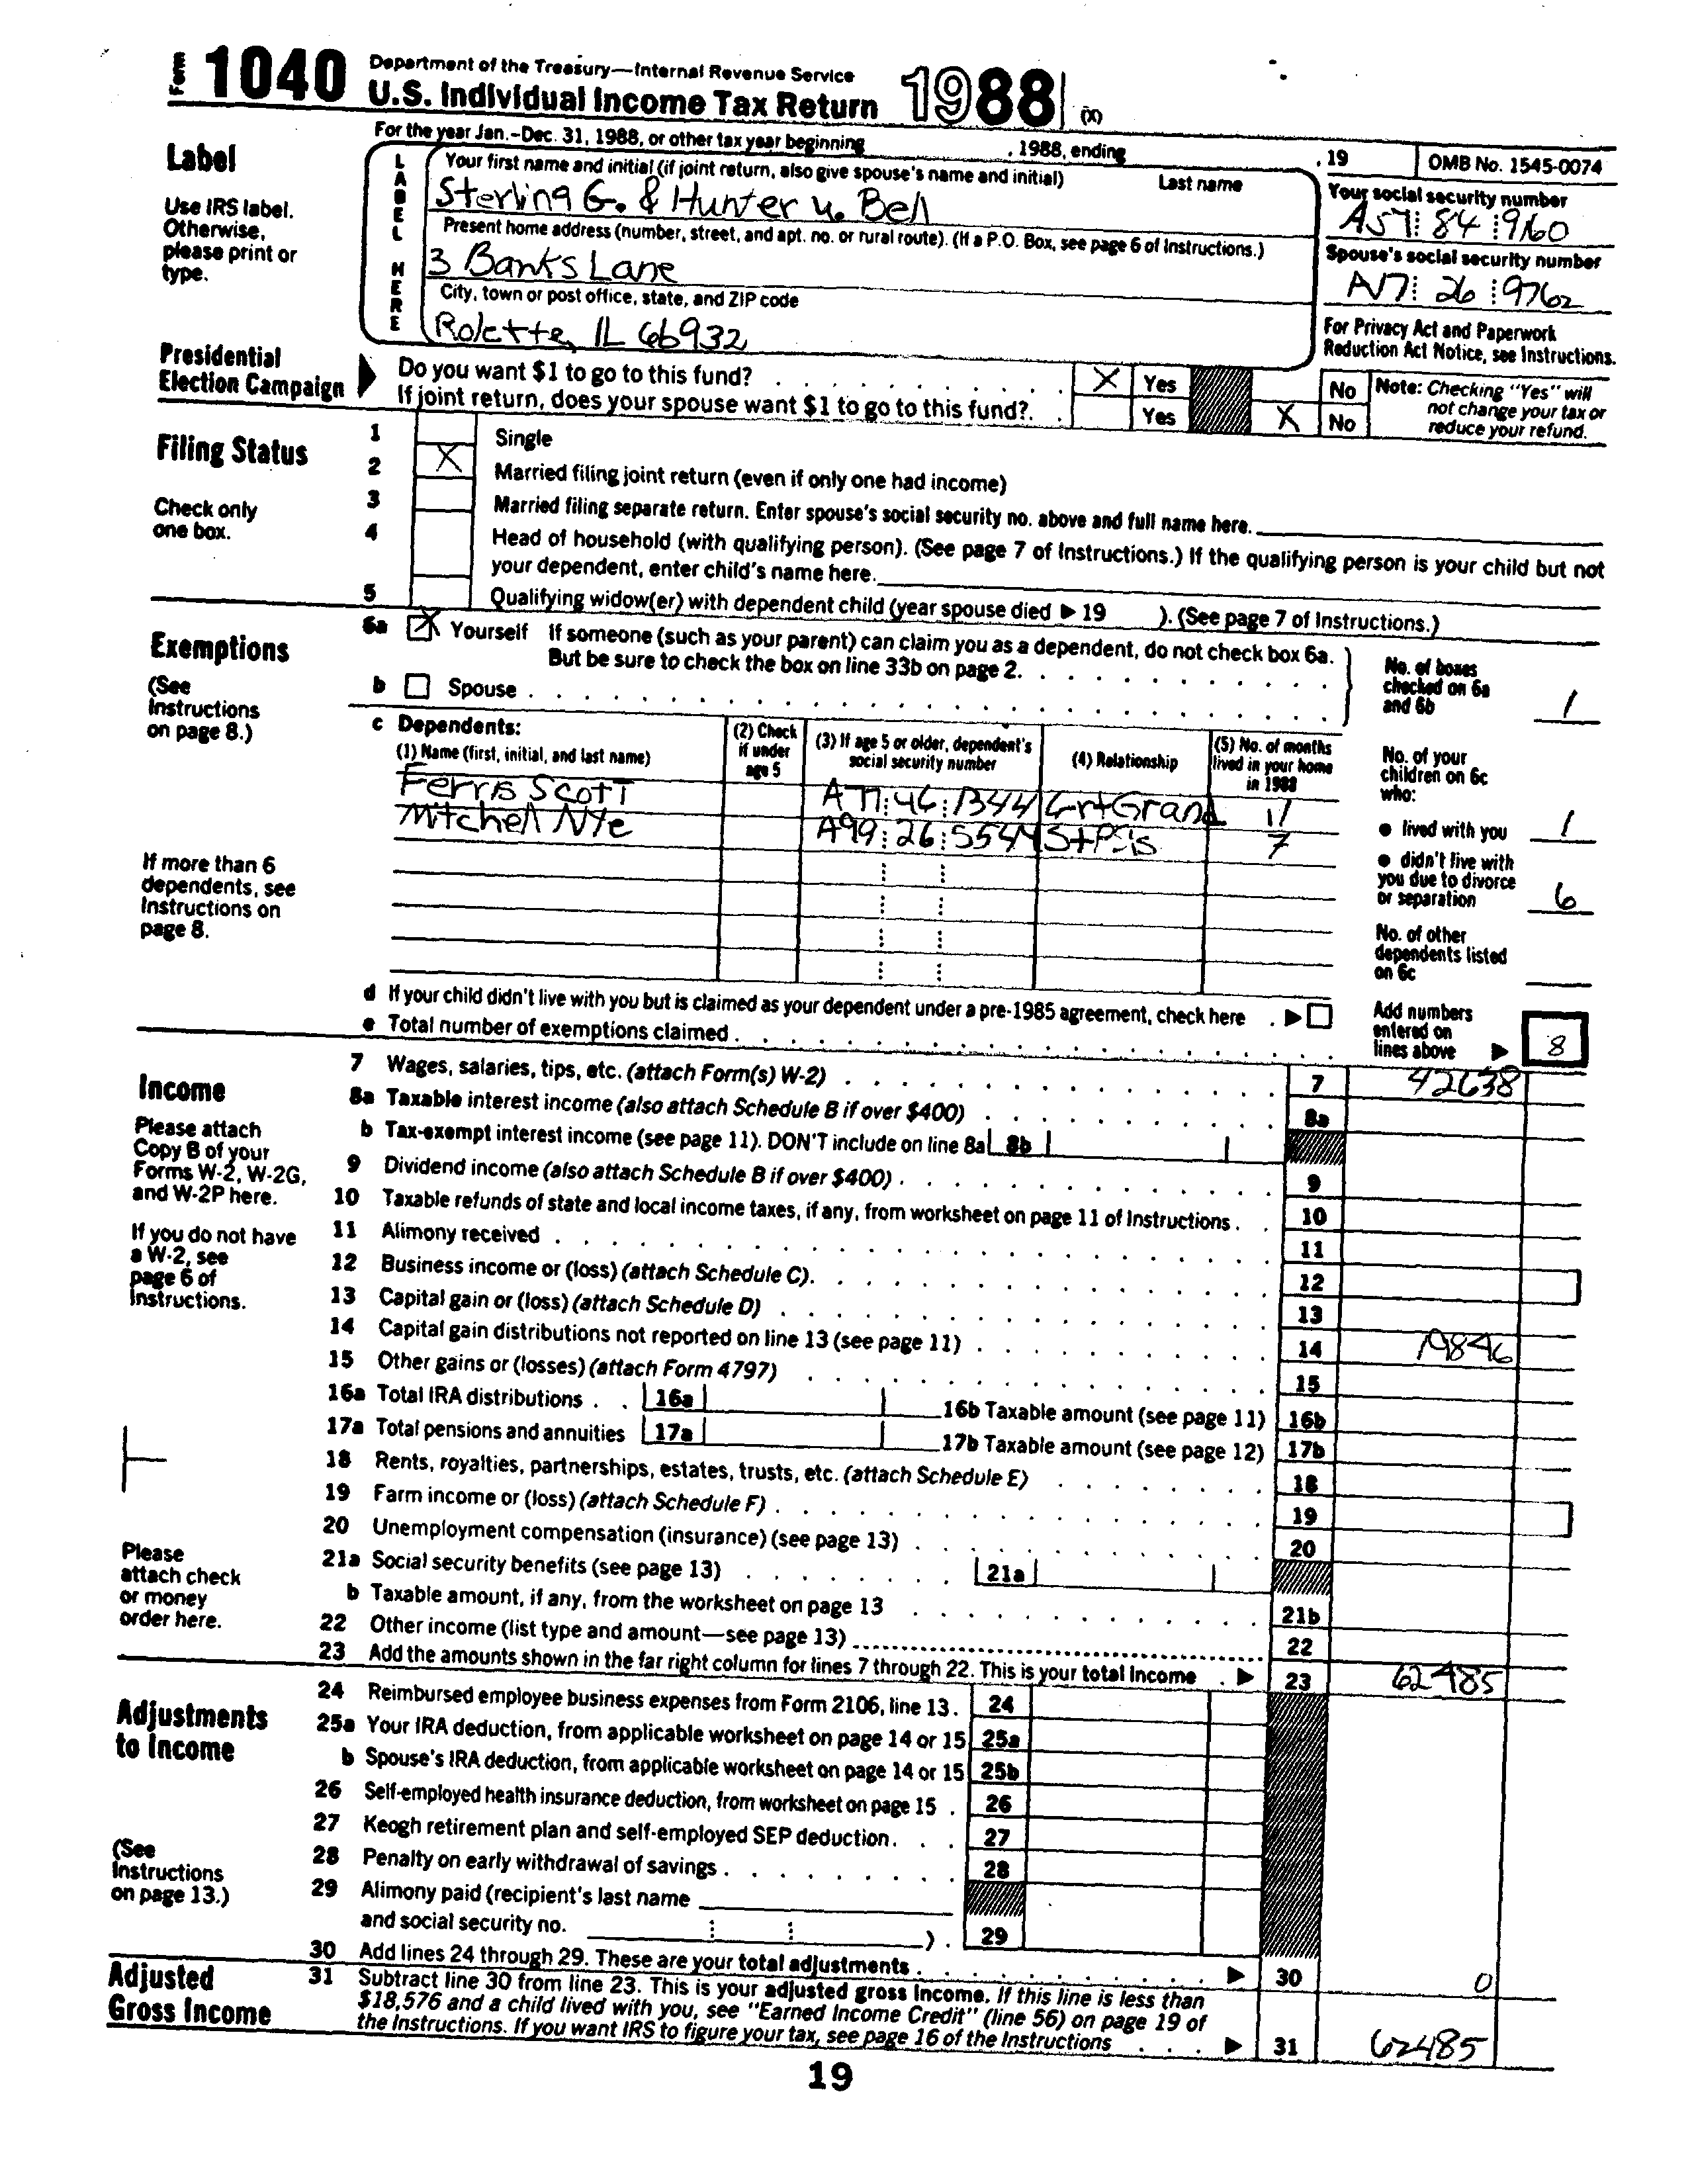 Form 1040 Department of the Treasury—Internal Revenue Service
U.S. Individual Income Tax Return 1988 (X)
For the year Jan.-Dec. 31, 1988, or other tax year beginning , 1988, ending , 19 OMB No. 1545-0074
Label
Use IRS label.
Otherwise,
please print or
type.
LABEL HERE
Your first name and initial (if joint return, also give spouse's name and initial) Last name
Sterling G. & Hunter U. Bell
Your social security number
A57 84 9160
Present home address (number, street, and apt. no. or rural route). (If a P.O. Box, see page 6 of Instructions.)
3 Banks Lane
Spouse's social security number
A17 26 9762
City, town or post office, state, and ZIP code
Rolette, IL 66932
For Privacy Act and Paperwork
Reduction Act Notice, see Instructions.
Presidential
Election Campaign
Do you want $1 to go to this fund? X Yes No
If joint return, does your spouse want $1 to go to this fund?. Yes X No
Note: Checking "Yes" will
not change your tax or
reduce your refund.
Filing Status
Check only
one box.
1 Single
2 X Married filing joint return (even if only one had income)
3 Married filing separate return. Enter spouse's social security no. above and full name here.
4 Head of household (with qualifying person). (See page 7 of Instructions.) If the qualifying person is your child but not
your dependent, enter child's name here.
5 Qualifying widow(er) with dependent child (year spouse died ▶ 19 ). (See page 7 of Instructions.)
Exemptions
(See
Instructions
on page 8.)
6a X Yourself If someone (such as your parent) can claim you as a dependent, do not check box 6a.
But be sure to check the box on line 33b on page 2.
b Spouse
No. of boxes
checked on 6a
and 6b 1
c Dependents:
(1) Name (first, initial, and last name)
(2) Check
if under
age 5
(3) If age 5 or older, dependent's
social security number
(4) Relationship
(5) No. of months
lived in your home
in 1988
Ferris Scott A77 46 1344 GrtGrand 11
Mitchell Nye A99 26 5544 StPSis 7
No. of your
children on 6c
who:
● lived with you 1
● didn't live with
you due to divorce
or separation 6
No. of other
dependents listed
on 6c
If more than 6
dependents, see
Instructions on
page 8.
d If your child didn't live with you but is claimed as your dependent under a pre-1985 agreement, check here . ▶
e Total number of exemptions claimed
Add numbers
entered on
lines above ▶ 8
Income
Please attach
Copy B of your
Forms W-2, W-2G,
and W-2P here.
If you do not have
a W-2, see
page 6 of
Instructions.
Please
attach check
or money
order here.
7 Wages, salaries, tips, etc. (attach Form(s) W-2) 7 42638
8a Taxable interest income (also attach Schedule B if over $400) 8a
b Tax-exempt interest income (see page 11). DON'T include on line 8a 8b
9 Dividend income (also attach Schedule B if over $400) 9
10 Taxable refunds of state and local income taxes, if any, from worksheet on page 11 of Instructions 10
11 Alimony received 11
12 Business income or (loss) (attach Schedule C) 12
13 Capital gain or (loss) (attach Schedule D) 13
14 Capital gain distributions not reported on line 13 (see page 11) 14 19846
15 Other gains or (losses) (attach Form 4797) 15
16a Total IRA distributions 16a 16b Taxable amount (see page 11) 16b
17a Total pensions and annuities 17a 17b Taxable amount (see page 12) 17b
18 Rents, royalties, partnerships, estates, trusts, etc. (attach Schedule E) 18
19 Farm income or (loss) (attach Schedule F) 19
20 Unemployment compensation (insurance) (see page 13) 20
21a Social security benefits (see page 13) 21a
b Taxable amount, if any, from the worksheet on page 13 21b
22 Other income (list type and amount—see page 13) 22
23 Add the amounts shown in the far right column for lines 7 through 22. This is your total income ▶ 23 62485
Adjustments
to Income
(See
Instructions
on page 13.)
24 Reimbursed employee business expenses from Form 2106, line 13. 24
25a Your IRA deduction, from applicable worksheet on page 14 or 15 25a
b Spouse's IRA deduction, from applicable worksheet on page 14 or 15 25b
26 Self-employed health insurance deduction, from worksheet on page 15 26
27 Keogh retirement plan and self-employed SEP deduction 27
28 Penalty on early withdrawal of savings 28
29 Alimony paid (recipient's last name
and social security no. ) 29
30 Add lines 24 through 29. These are your total adjustments ▶ 30 0
Adjusted
Gross Income
31 Subtract line 30 from line 23. This is your adjusted gross income. If this line is less than
$18,576 and a child lived with you, see "Earned Income Credit" (line 56) on page 19 of
the Instructions. If you want IRS to figure your tax, see page 16 of the Instructions ▶ 31 62485
19